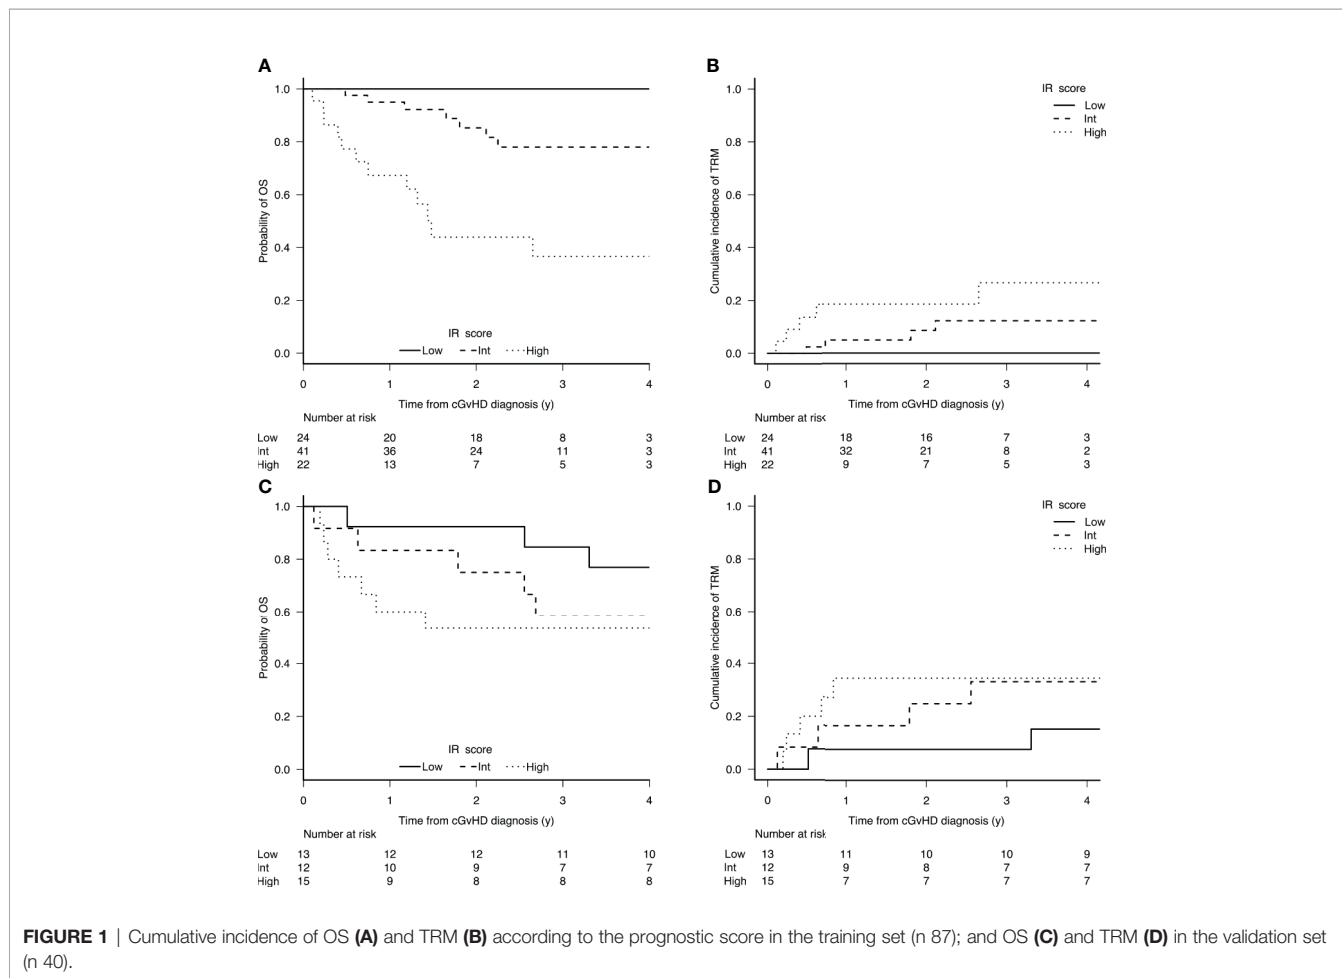 A
1.0
0.8
0.6
0.4
0.2
0.0
Probability of OS
IR score
Low Int High
0 1 2 3 4
Time from cGvHD diagnosis (y)
Number at risk
Low 24 20 18 8 3
Int 41 36 24 11 3
High 22 13 7 5 3
B
1.0
0.8
0.6
0.4
0.2
0.0
Cumulative incidence of TRM
IR score
Low
Int
High
0 1 2 3 4
Time from cGvHD diagnosis (y)
Number at risk
Low 24 18 16 7 3
Int 41 32 21 8 2
High 22 9 7 5 3
C
1.0
0.8
0.6
0.4
0.2
0.0
Probability of OS
IR score
Low Int High
0 1 2 3 4
Time from cGvHD diagnosis (y)
Number at risk
Low 13 12 12 11 10
Int 12 10 9 7 7
High 15 9 8 8 8
D
1.0
0.8
0.6
0.4
0.2
0.0
Cumulative incidence of TRM
IR score
Low
Int
High
0 1 2 3 4
Time from cGvHD diagnosis (y)
Number at risk
Low 13 11 10 10 9
Int 12 9 8 7 7
High 15 7 7 7 7
FIGURE 1 | Cumulative incidence of OS (A) and TRM (B) according to the prognostic score in the training set (n 87); and OS (C) and TRM (D) in the validation set
(n 40).